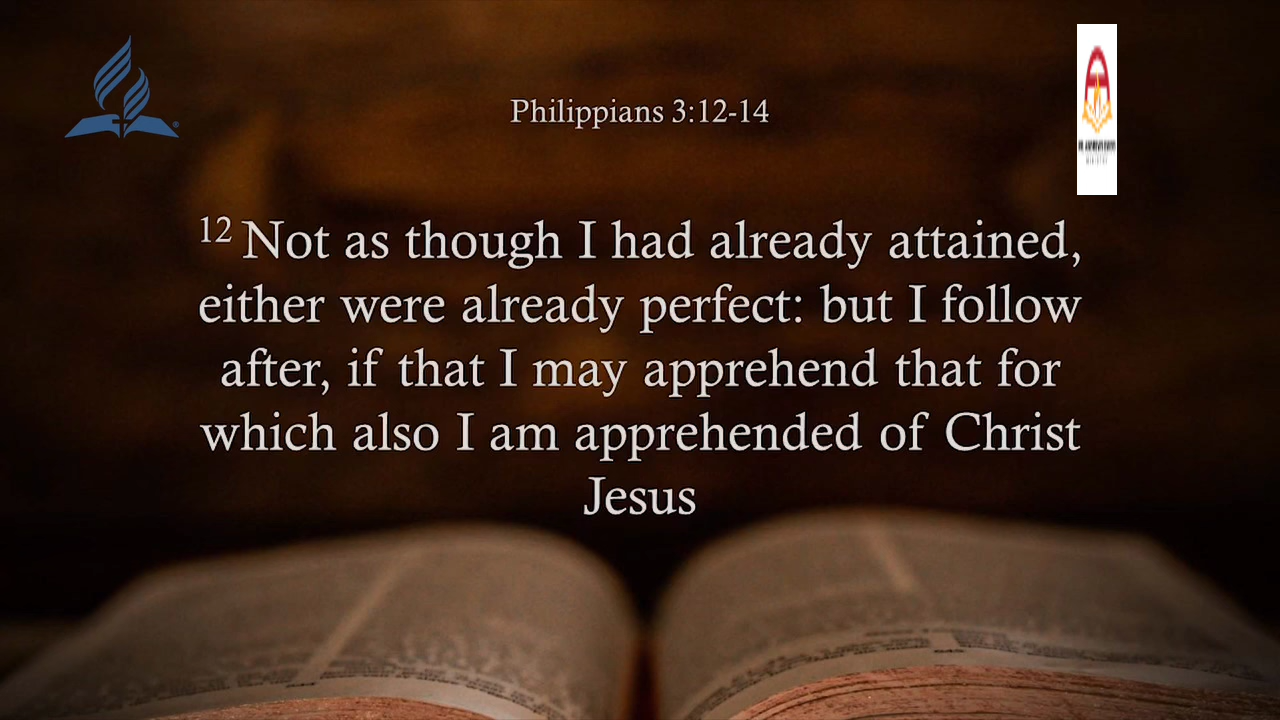 Philippians 3:12-14
12 Not as though I had already attained,
either were already perfect: but I follow
after, if that I may apprehend that for
which also I am apprehended of Christ
Jesus